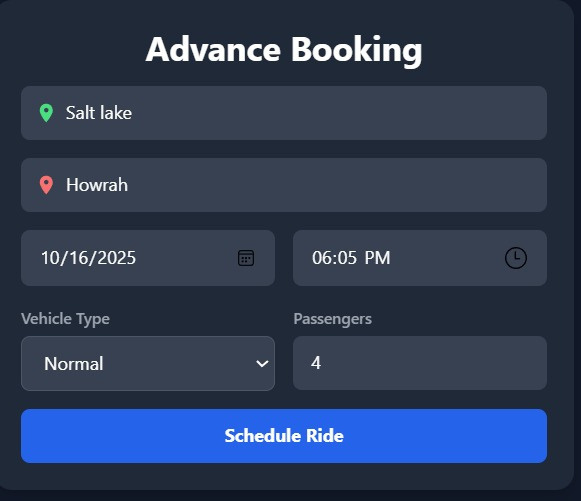 Advance Booking
Salt lake
Howrah
10/16/2025 06:05 PM
Vehicle Type Passengers
Normal 4
Schedule Ride